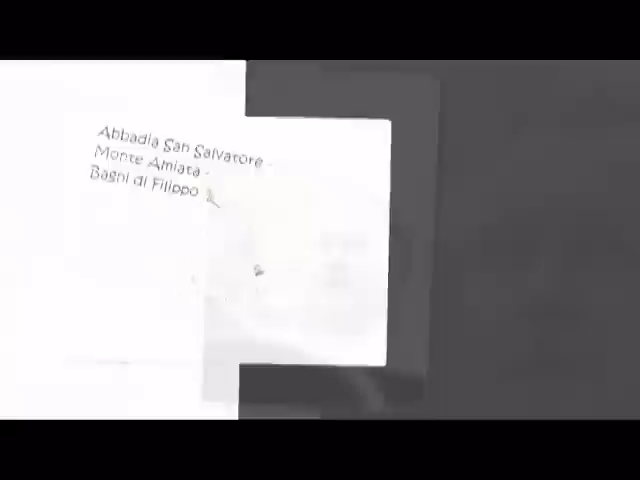 Abbadia San Salvatore -
Monte Amiata -
Bagni di Filippo